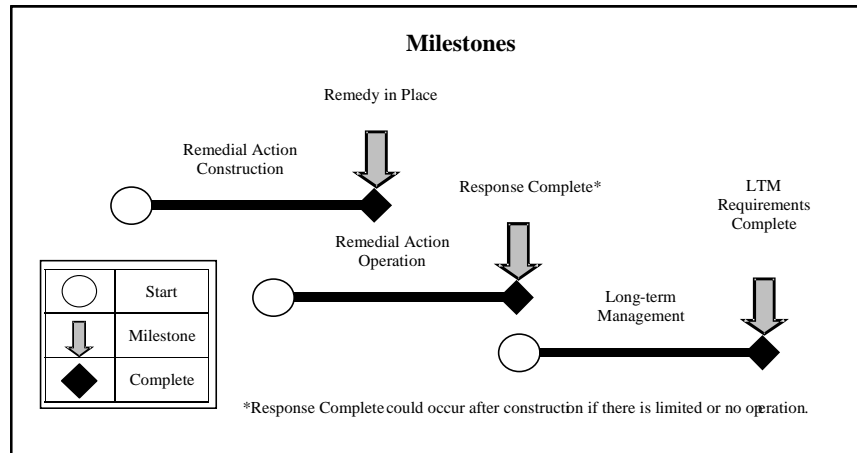 Milestones
Remedy in Place
Remedial Action
Construction
Response Complete*
LTM
Requirements
Complete
Remedial Action
Operation
Long-term
Management
Start
Milestone
Complete
*Response Complete could occur after construction if there is limited or no operation.